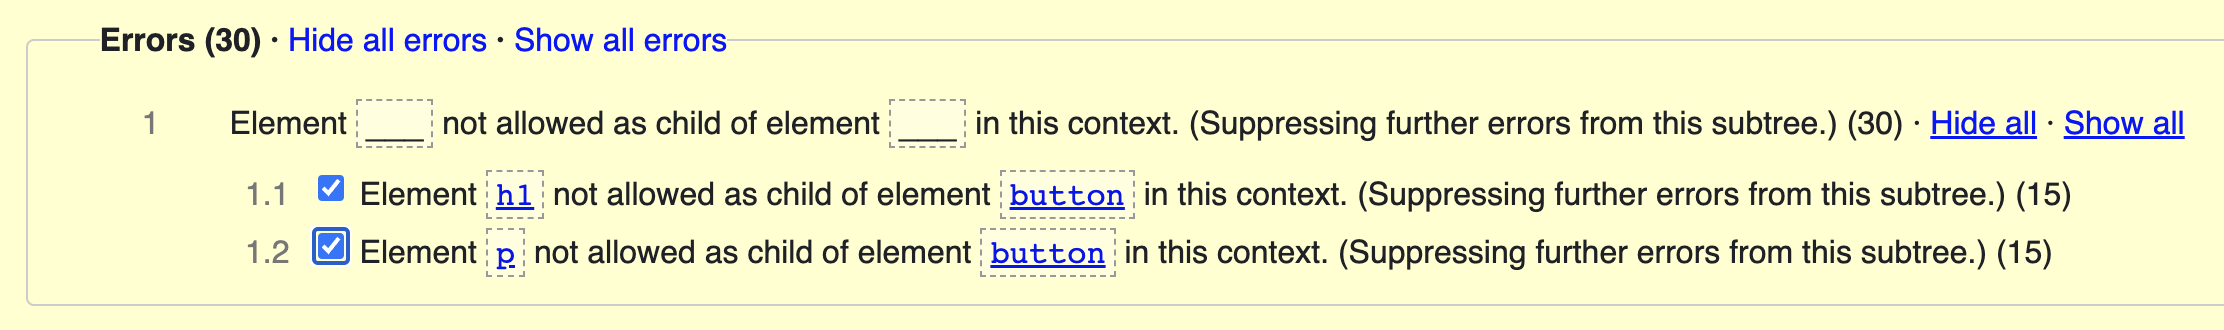 Errors (30) · Hide all errors · Show all errors
1 Element ___ not allowed as child of element ___ in this context. (Suppressing further errors from this subtree.) (30) · Hide all · Show all
1.1 Element h1 not allowed as child of element button in this context. (Suppressing further errors from this subtree.) (15)
1.2 Element p not allowed as child of element button in this context. (Suppressing further errors from this subtree.) (15)